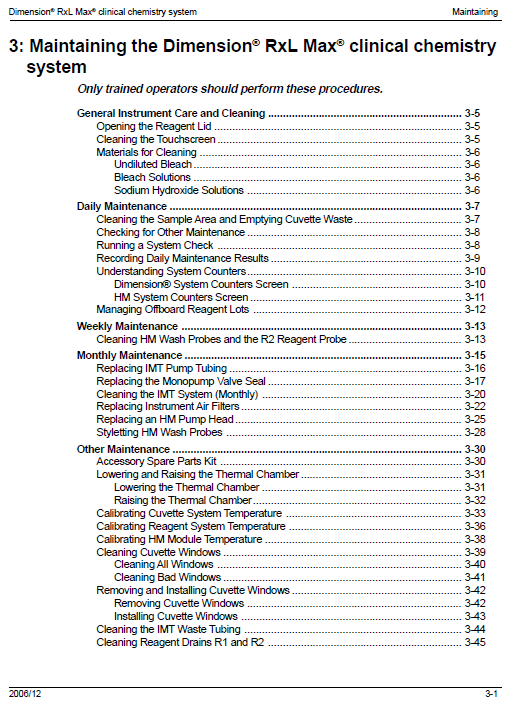 Dimension® RxL Max® clinical chemistry system Maintaining
3: Maintaining the Dimension® RxL Max® clinical chemistry
system
Only trained operators should perform these procedures.
General Instrument Care and Cleaning ................................................................. 3-5
Opening the Reagent Lid .................................................................................. 3-5
Cleaning the Touchscreen ................................................................................. 3-5
Materials for Cleaning ....................................................................................... 3-6
Undiluted Bleach .......................................................................................... 3-6
Bleach Solutions .......................................................................................... 3-6
Sodium Hydroxide Solutions ........................................................................ 3-6
Daily Maintenance ................................................................................................. 3-7
Cleaning the Sample Area and Emptying Cuvette Waste .................................... 3-7
Checking for Other Maintenance ....................................................................... 3-8
Running a System Check ................................................................................. 3-8
Recording Daily Maintenance Results ................................................................ 3-9
Understanding System Counters ....................................................................... 3-10
Dimension® System Counters Screen ......................................................... 3-10
HM System Counters Screen ....................................................................... 3-11
Managing Offboard Reagent Lots ..................................................................... 3-12
Weekly Maintenance ............................................................................................. 3-13
Cleaning HM Wash Probes and the R2 Reagent Probe ...................................... 3-13
Monthly Maintenance ............................................................................................ 3-15
Replacing IMT Pump Tubing ............................................................................. 3-16
Replacing the Monopump Valve Seal ................................................................ 3-17
Cleaning the IMT System (Monthly) .................................................................. 3-20
Replacing Instrument Air Filters ......................................................................... 3-22
Replacing an HM Pump Head ........................................................................... 3-25
Styletting HM Wash Probes .............................................................................. 3-28
Other Maintenance ................................................................................................ 3-30
Accessory Spare Parts Kit ................................................................................ 3-30
Lowering and Raising the Thermal Chamber ..................................................... 3-31
Lowering the Thermal Chamber ................................................................... 3-31
Raising the Thermal Chamber ...................................................................... 3-32
Calibrating Cuvette System Temperature ........................................................... 3-33
Calibrating Reagent System Temperature .......................................................... 3-36
Calibrating HM Module Temperature .................................................................. 3-38
Cleaning Cuvette Windows ............................................................................... 3-39
Cleaning All Windows .................................................................................. 3-40
Cleaning Bad Windows ................................................................................ 3-41
Removing and Installing Cuvette Windows ......................................................... 3-42
Removing Cuvette Windows ........................................................................ 3-42
Installing Cuvette Windows .......................................................................... 3-43
Cleaning the IMT Waste Tubing ........................................................................ 3-44
Cleaning Reagent Drains R1 and R2 ................................................................. 3-45
2006/12 3-1